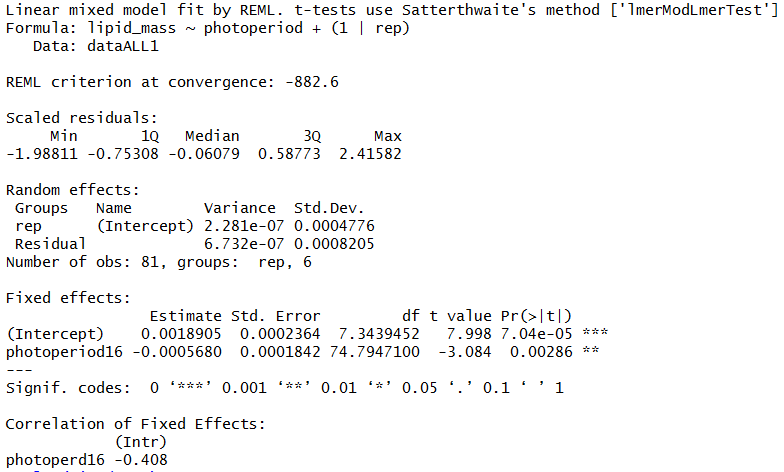 Linear mixed model fit by REML. t-tests use Satterthwaite's method ['lmerModLmerTest']
Formula: lipid_mass ~ photoperiod + (1 | rep)
   Data: dataALL1

REML criterion at convergence: -882.6

Scaled residuals:
     Min       1Q   Median       3Q      Max
-1.98811 -0.75308 -0.06079  0.58773  2.41582

Random effects:
 Groups   Name        Variance  Std.Dev.
 rep      (Intercept) 2.281e-07 0.0004776
 Residual             6.732e-07 0.0008205
Number of obs: 81, groups:  rep, 6

Fixed effects:
                Estimate Std. Error         df t value Pr(>|t|)
(Intercept)    0.0018905  0.0002364  7.3439452   7.998 7.04e-05 ***
photoperiod16 -0.0005680  0.0001842 74.7947100  -3.084  0.00286 **
---
Signif. codes:  0 ‘***’ 0.001 ‘**’ 0.01 ‘*’ 0.05 ‘.’ 0.1 ‘ ’ 1

Correlation of Fixed Effects:
            (Intr)
photoperd16 -0.408